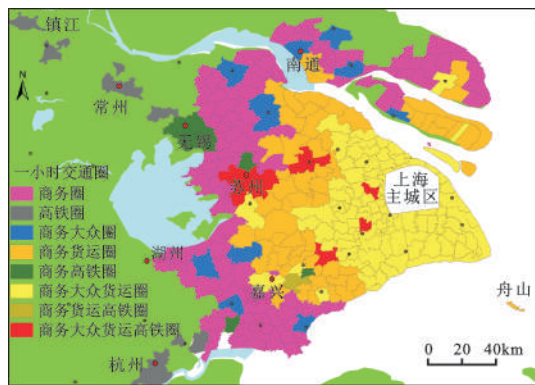 镇江
N
常州
南通
无锡
一小时交通圈
商务圈
高铁圈
商务大众圈
商务货运圈
商务高铁圈
商务大众货运圈
商务货运高铁圈
商务大众货运高铁圈
苏州
上海
主城区
湖州
嘉兴
舟山
杭州
0 20 40km